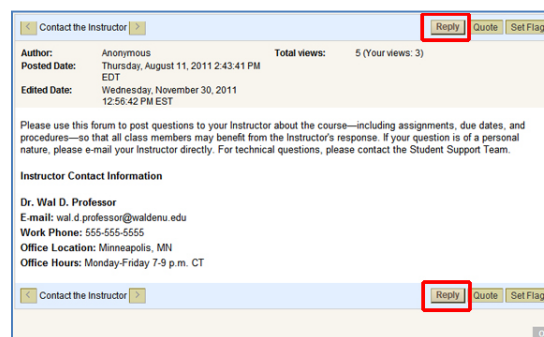 < Contact the Instructor > Reply Quote Set Flag
Author: Anonymous Total views: 5 (Your views: 3)
Posted Date: Thursday, August 11, 2011 2:43:41 PM
EDT
Edited Date: Wednesday, November 30, 2011
12:56:42 PM EST
Please use this forum to post questions to your Instructor about the course—including assignments, due dates, and
procedures—so that all class members may benefit from the Instructor's response. If your question is of a personal
nature, please e-mail your Instructor directly. For technical questions, please contact the Student Support Team.
Instructor Contact Information
Dr. Wal D. Professor
E-mail: wal.d.professor@waldenu.edu
Work Phone: 555-555-5555
Office Location: Minneapolis, MN
Office Hours: Monday-Friday 7-9 p.m. CT
< Contact the Instructor > Reply Quote Set Flag